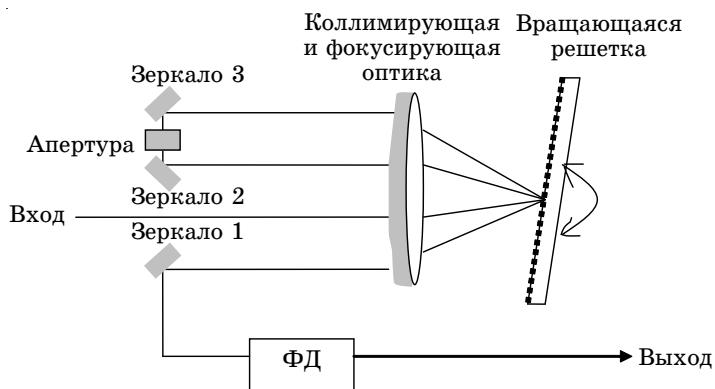 Коллимирующая
и фокусирующая
оптика
Вращающаяся
решетка
Зеркало 3
Апертура
Зеркало 2
Вход
Зеркало 1
ФД
Выход